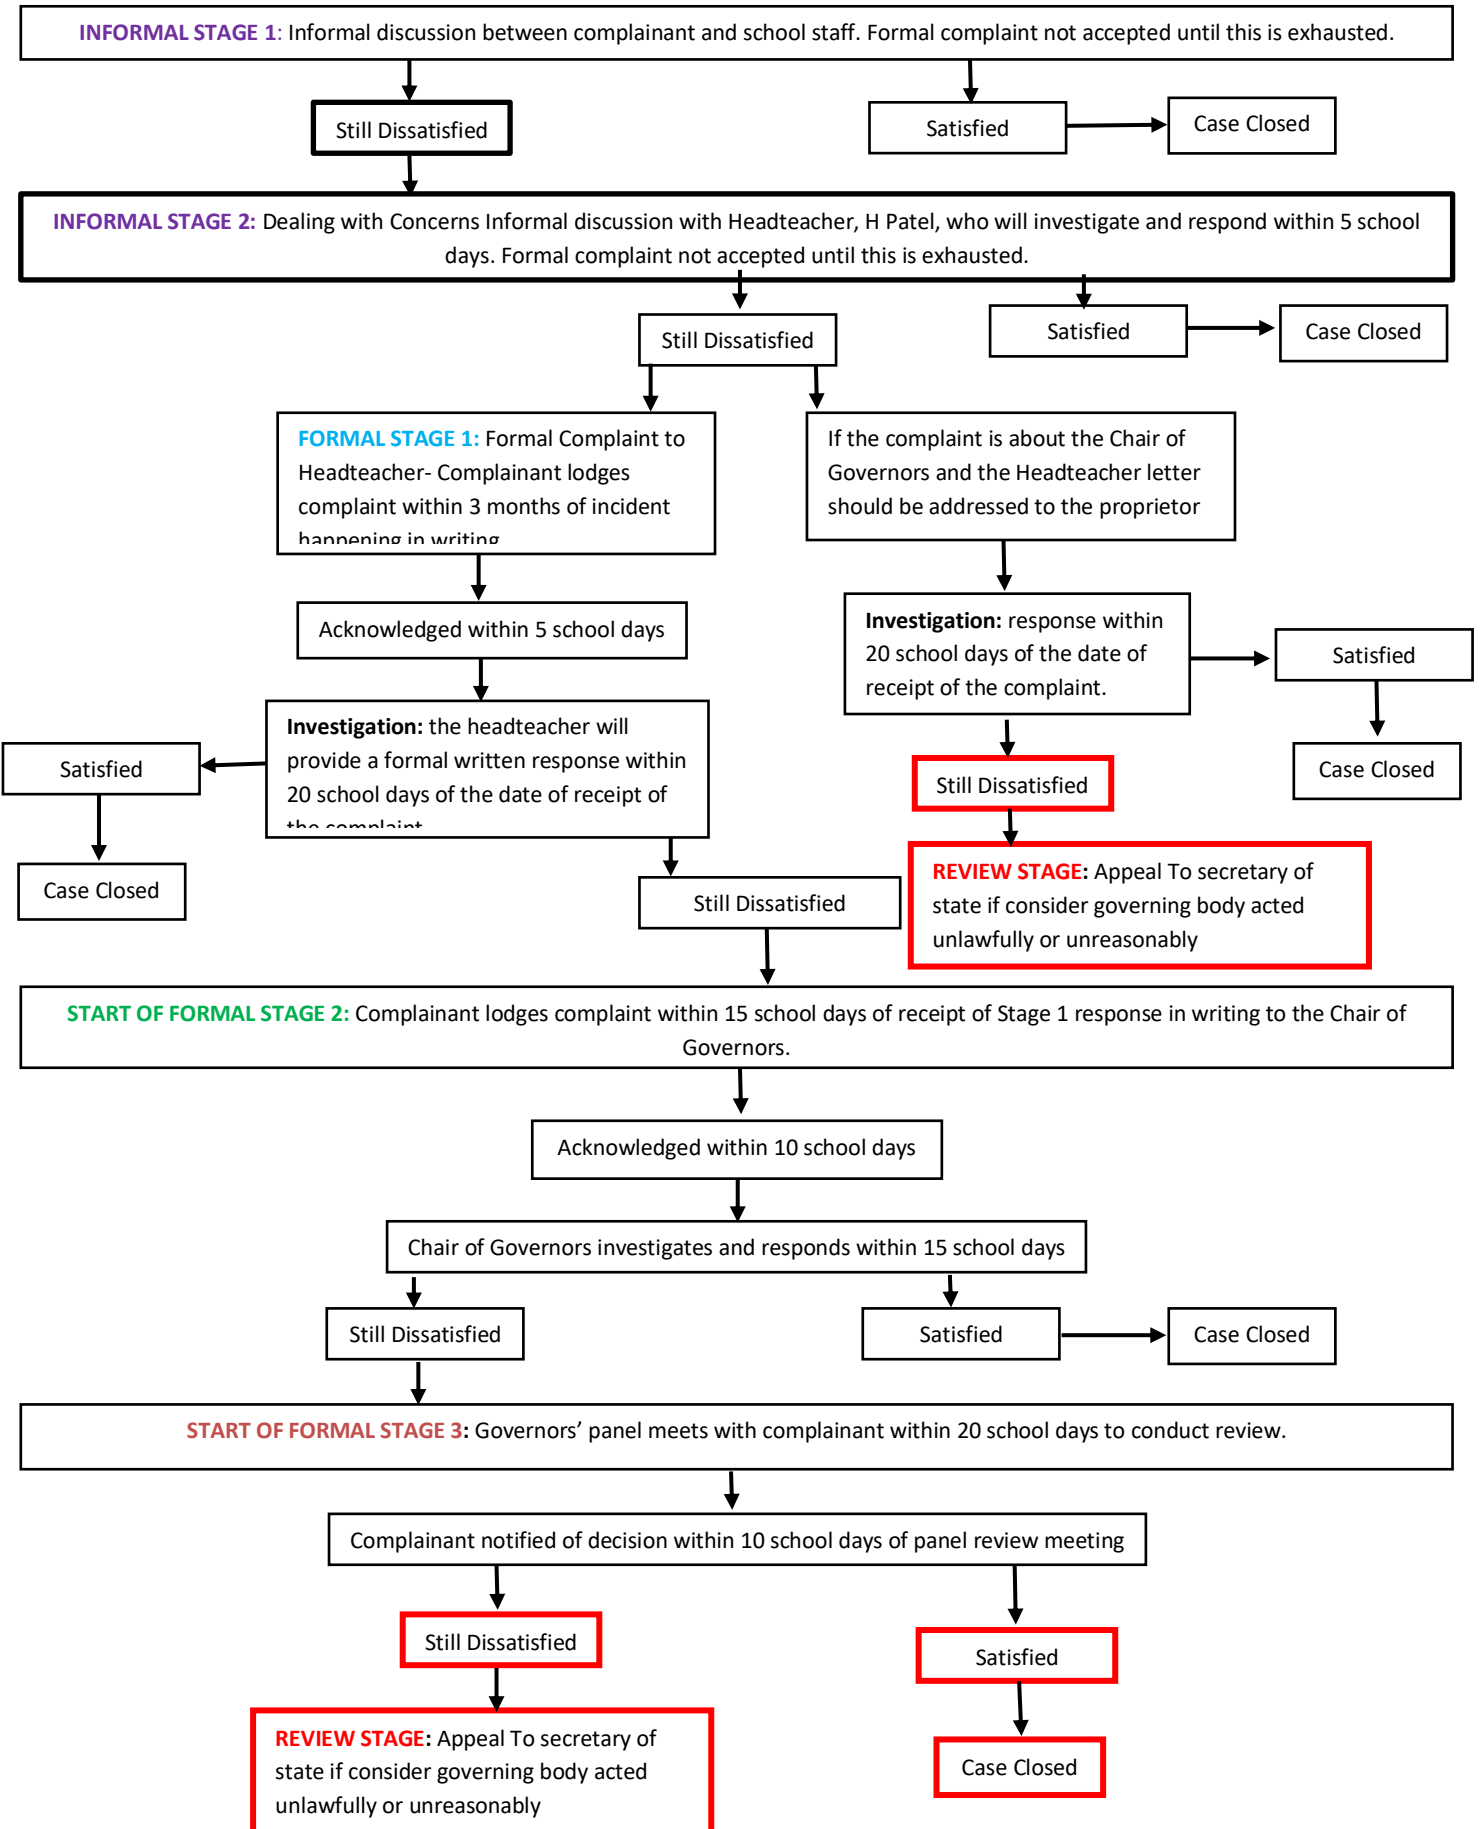 INFORMAL STAGE 1: Informal discussion between complainant and school staff. Formal complaint not accepted until this is exhausted.
Still Dissatisfied
Satisfied
Case Closed
INFORMAL STAGE 2: Dealing with Concerns Informal discussion with Headteacher, H Patel, who will investigate and respond within 5 school
days. Formal complaint not accepted until this is exhausted.
Still Dissatisfied
Satisfied
Case Closed
FORMAL STAGE 1: Formal Complaint to
Headteacher- Complainant lodges
complaint within 3 months of incident
happening in writing
If the complaint is about the Chair of
Governors and the Headteacher letter
should be addressed to the proprietor
Acknowledged within 5 school days
Investigation: response within
20 school days of the date of
receipt of the complaint.
Satisfied
Case Closed
Investigation: the headteacher will
provide a formal written response within
20 school days of the date of receipt of
the complaint
Satisfied
Case Closed
Still Dissatisfied
REVIEW STAGE: Appeal To secretary of
state if consider governing body acted
unlawfully or unreasonably
Still Dissatisfied
START OF FORMAL STAGE 2: Complainant lodges complaint within 15 school days of receipt of Stage 1 response in writing to the Chair of
Governors.
Acknowledged within 10 school days
Chair of Governors investigates and responds within 15 school days
Still Dissatisfied
Satisfied
Case Closed
START OF FORMAL STAGE 3: Governors’ panel meets with complainant within 20 school days to conduct review.
Complainant notified of decision within 10 school days of panel review meeting
Still Dissatisfied
Satisfied
REVIEW STAGE: Appeal To secretary of
state if consider governing body acted
unlawfully or unreasonably
Case Closed